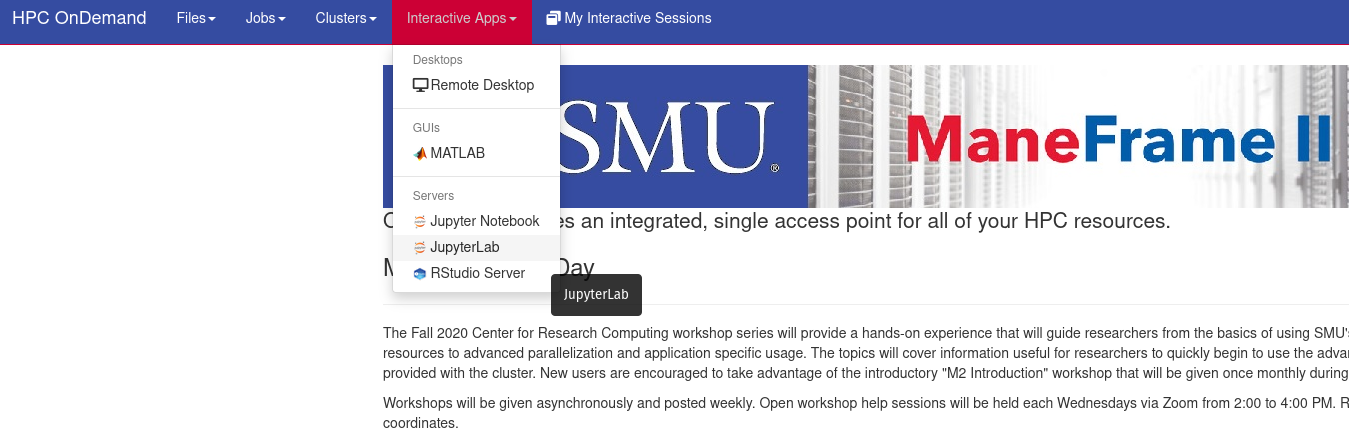 HPC OnDemand Files Jobs Clusters Interactive Apps My Interactive Sessions
Desktops
Remote Desktop
GUIs
MATLAB
Servers
Jupyter Notebook
JupyterLab
RStudio Server
JupyterLab
SMU®
ManeFrame II
es an integrated, single access point for all of your HPC resources.
Day
The Fall 2020 Center for Research Computing workshop series will provide a hands-on experience that will guide researchers from the basics of using SMU's
resources to advanced parallelization and application specific usage. The topics will cover information useful for researchers to quickly begin to use the adva
provided with the cluster. New users are encouraged to take advantage of the introductory "M2 Introduction" workshop that will be given once monthly during
Workshops will be given asynchronously and posted weekly. Open workshop help sessions will be held each Wednesdays via Zoom from 2:00 to 4:00 PM. R
coordinates.